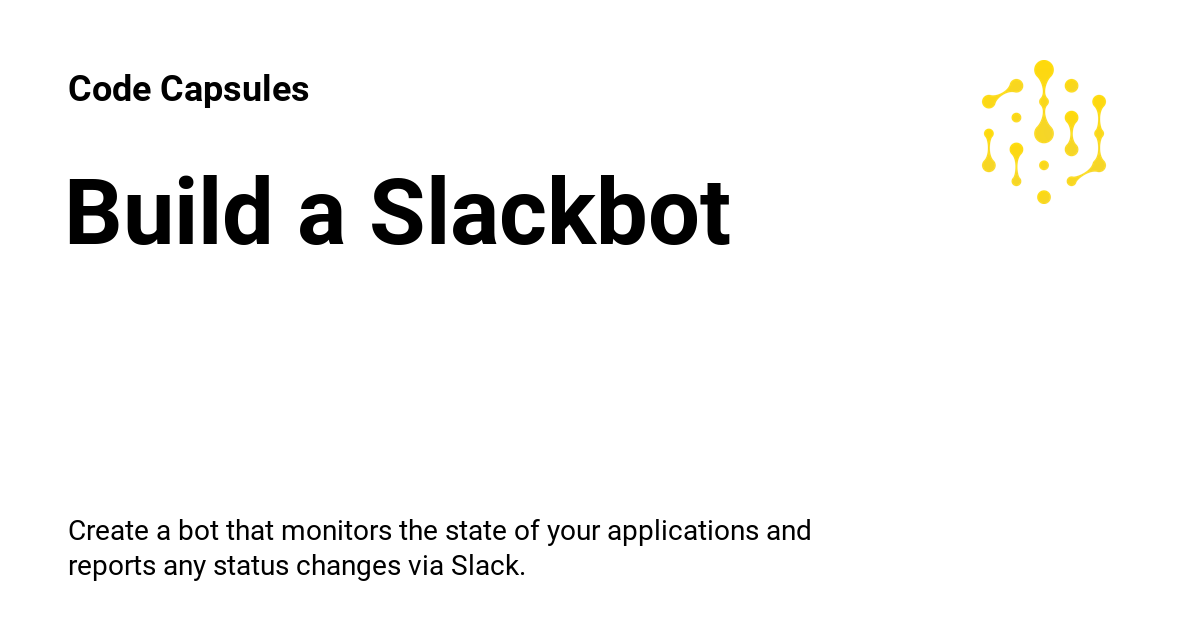 Code Capsules
Build a Slackbot
Create a bot that monitors the state of your applications and
reports any status changes via Slack.